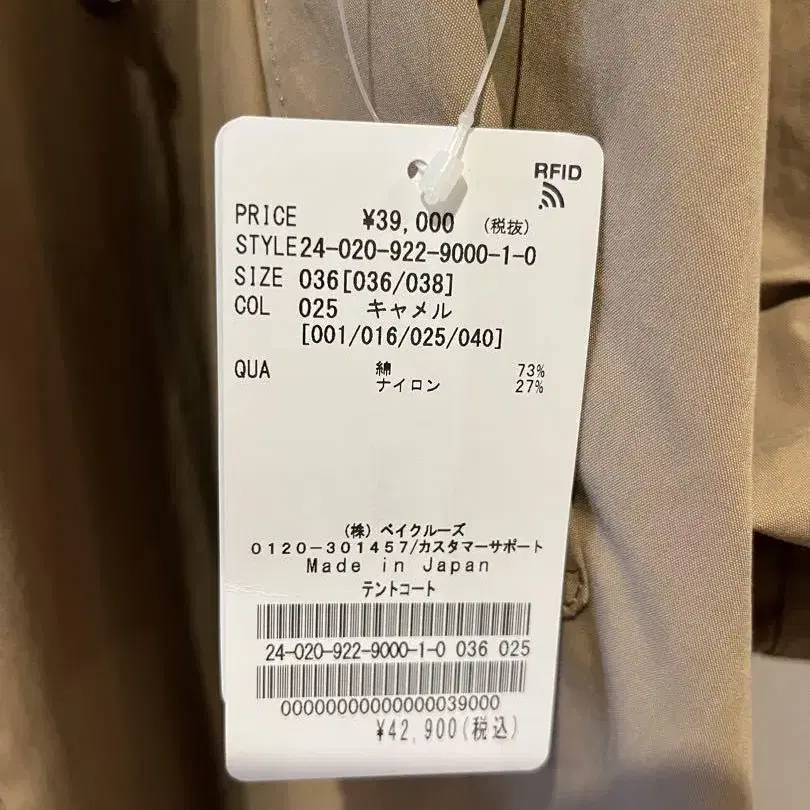 RFID
PRICE ¥39,000 (税抜)
STYLE24-020-922-9000-1-0
SIZE 036[036/038]
COL 025 キャメル
[001/016/025/040]
QUA 綿 73%
ナイロン 27%
(株) ベイクルーズ
0120-301457/カスタマーサポート
Made in Japan
テントコート
24-020-922-9000-1-0 036 025
00000000000000039000
¥42,900(税込)